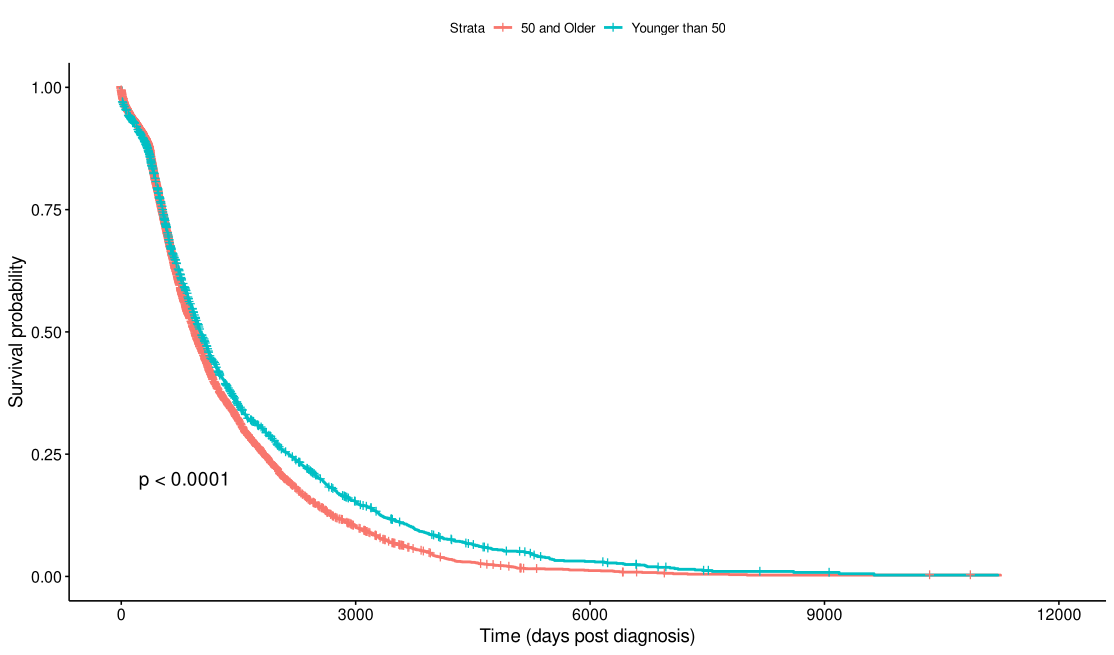 Strata 50 and Older Younger than 50
1.00
0.75
0.50
0.25
0.00
Survival probability
p < 0.0001
0 3000 6000 9000 12000
Time (days post diagnosis)